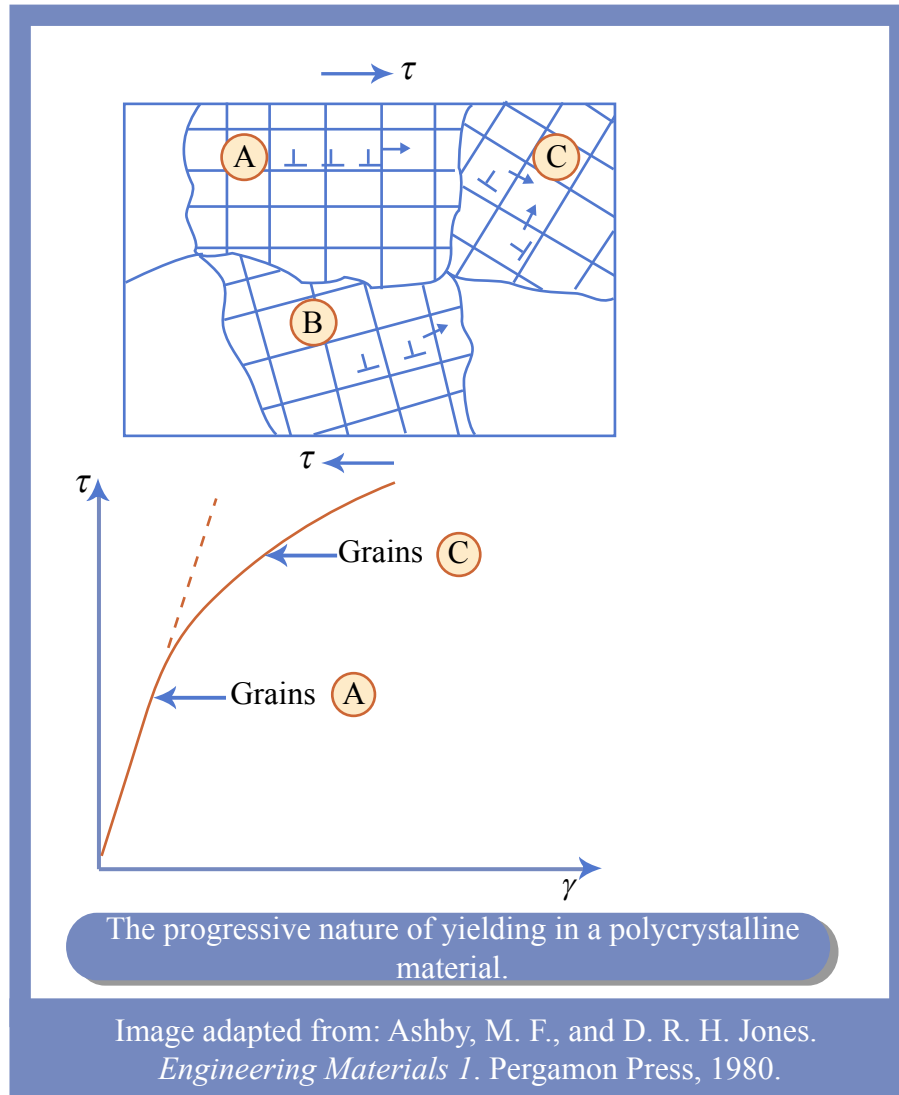 τ
A
C
B
τ
τ
Grains C
Grains A
γ
The progressive nature of yielding in a polycrystalline
material.
Image adapted from: Ashby, M. F., and D. R. H. Jones.
Engineering Materials 1. Pergamon Press, 1980.